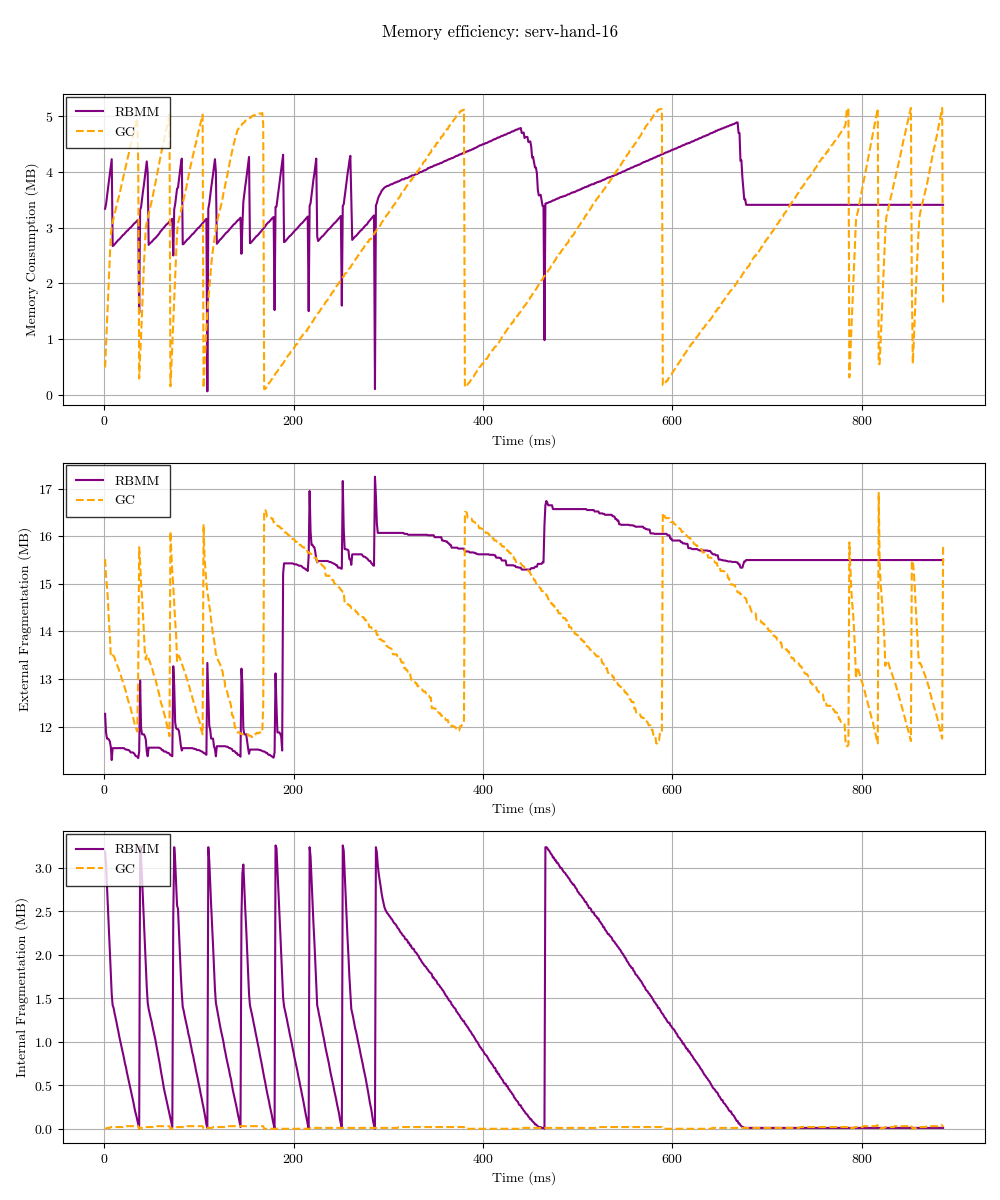 Memory efficiency: serv-hand-16
RBMM
GC
Memory Consumption (MB)
5
4
3
2
1
0
0 200 400 600 800
Time (ms)
RBMM
GC
External Fragmentation (MB)
17
16
15
14
13
12
0 200 400 600 800
Time (ms)
RBMM
GC
Internal Fragmentation (MB)
3.0
2.5
2.0
1.5
1.0
0.5
0.0
0 200 400 600 800
Time (ms)